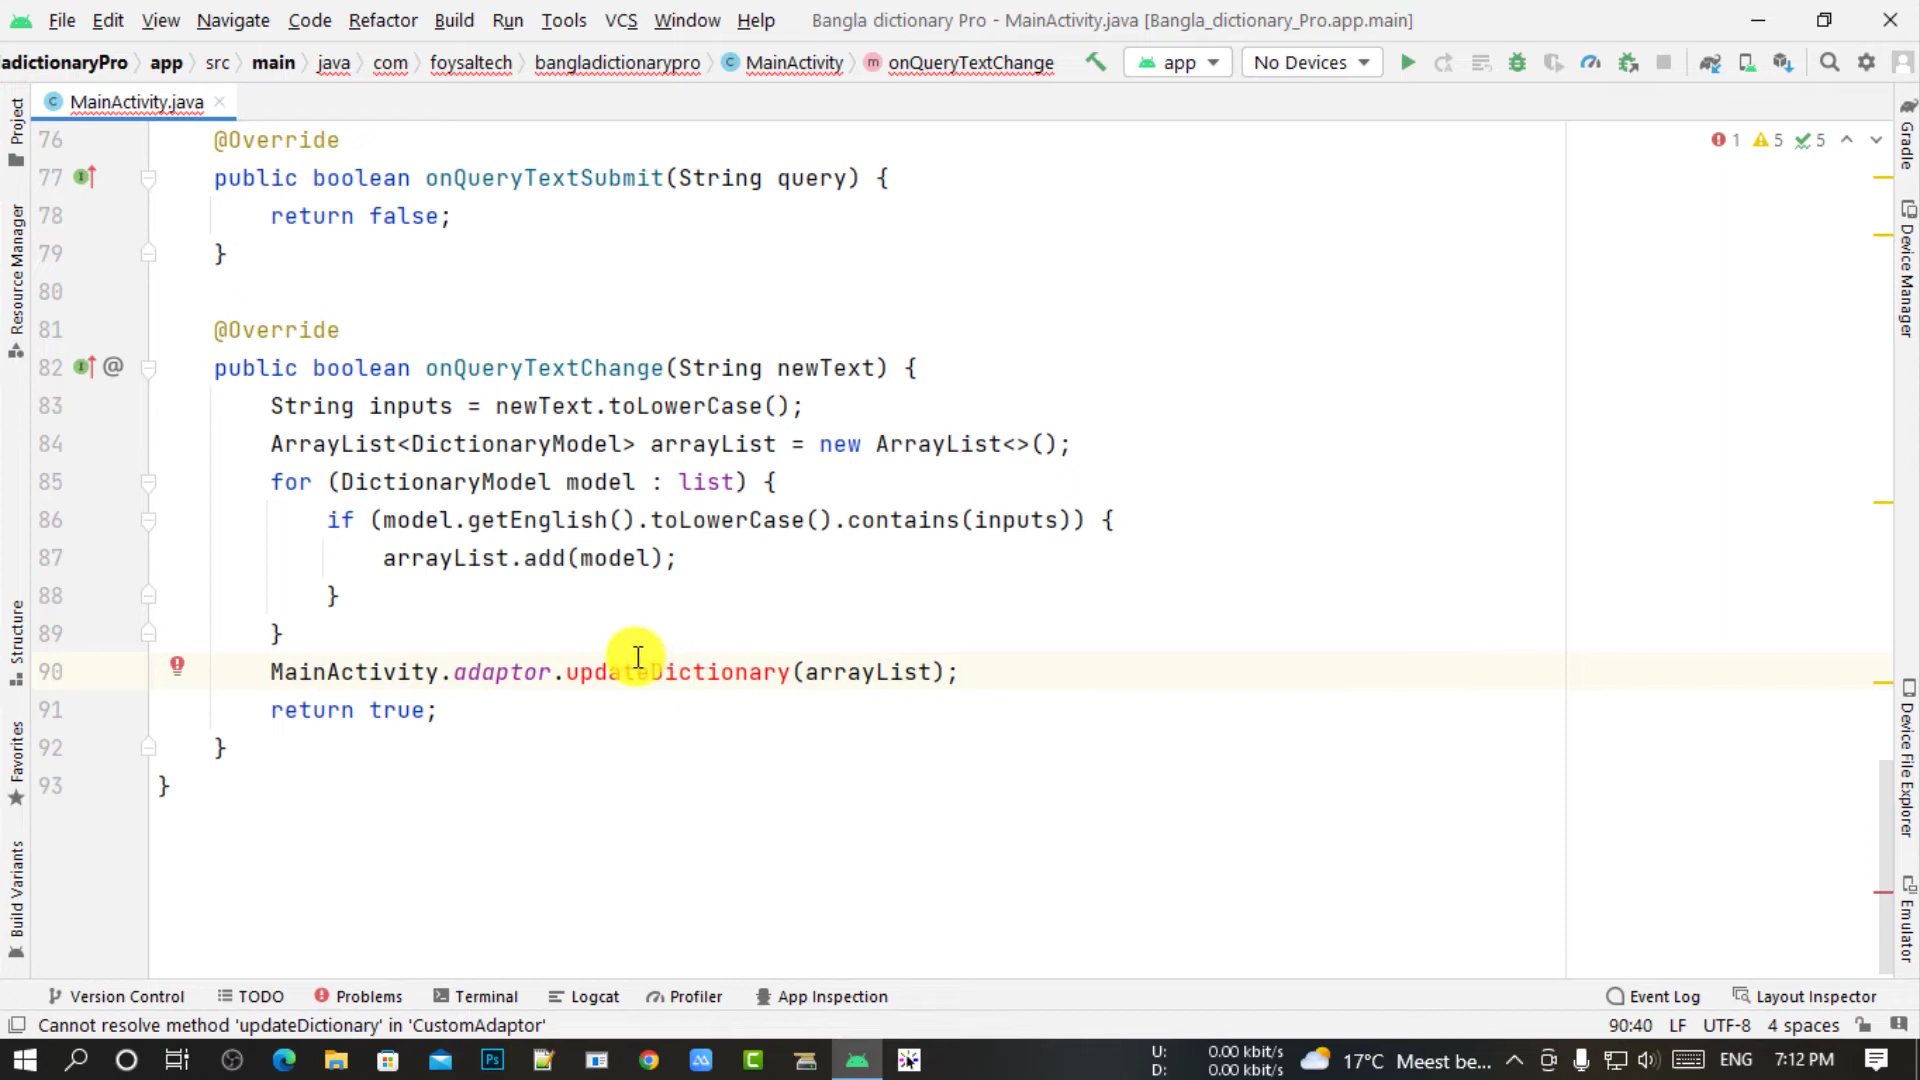 File Edit View Navigate Code Refactor Build Run Tools VCS Window Help Bangla dictionary Pro - MainActivity.java [Bangla_dictionary_Pro.app.main]
adictionaryPro app src main java com foysaltech bangladictionarypro MainActivity onQueryTextChange app No Devices
MainActivity.java
76 @Override 1 5 5
77 public boolean onQueryTextSubmit(String query) {
78 return false;
79 }
80
81 @Override
82 public boolean onQueryTextChange(String newText) {
83 String inputs = newText.toLowerCase();
84 ArrayList<DictionaryModel> arrayList = new ArrayList<>();
85 for (DictionaryModel model : list) {
86 if (model.getEnglish().toLowerCase().contains(inputs)) {
87 arrayList.add(model);
88 }
89 }
90 MainActivity.adaptor.updateDictionary(arrayList);
91 return true;
92 }
93 }
Project
Resource Manager
Structure
Favorites
Build Variants
Gradle
Device Manager
Device File Explorer
Emulator
Version Control TODO Problems Terminal Logcat Profiler App Inspection Event Log Layout Inspector
Cannot resolve method 'updateDictionary' in 'CustomAdaptor' 90:40 LF UTF-8 4 spaces
U: 0.00 kbit/s
D: 0.00 kbit/s
17°C Meest be... ENG 7:12 PM